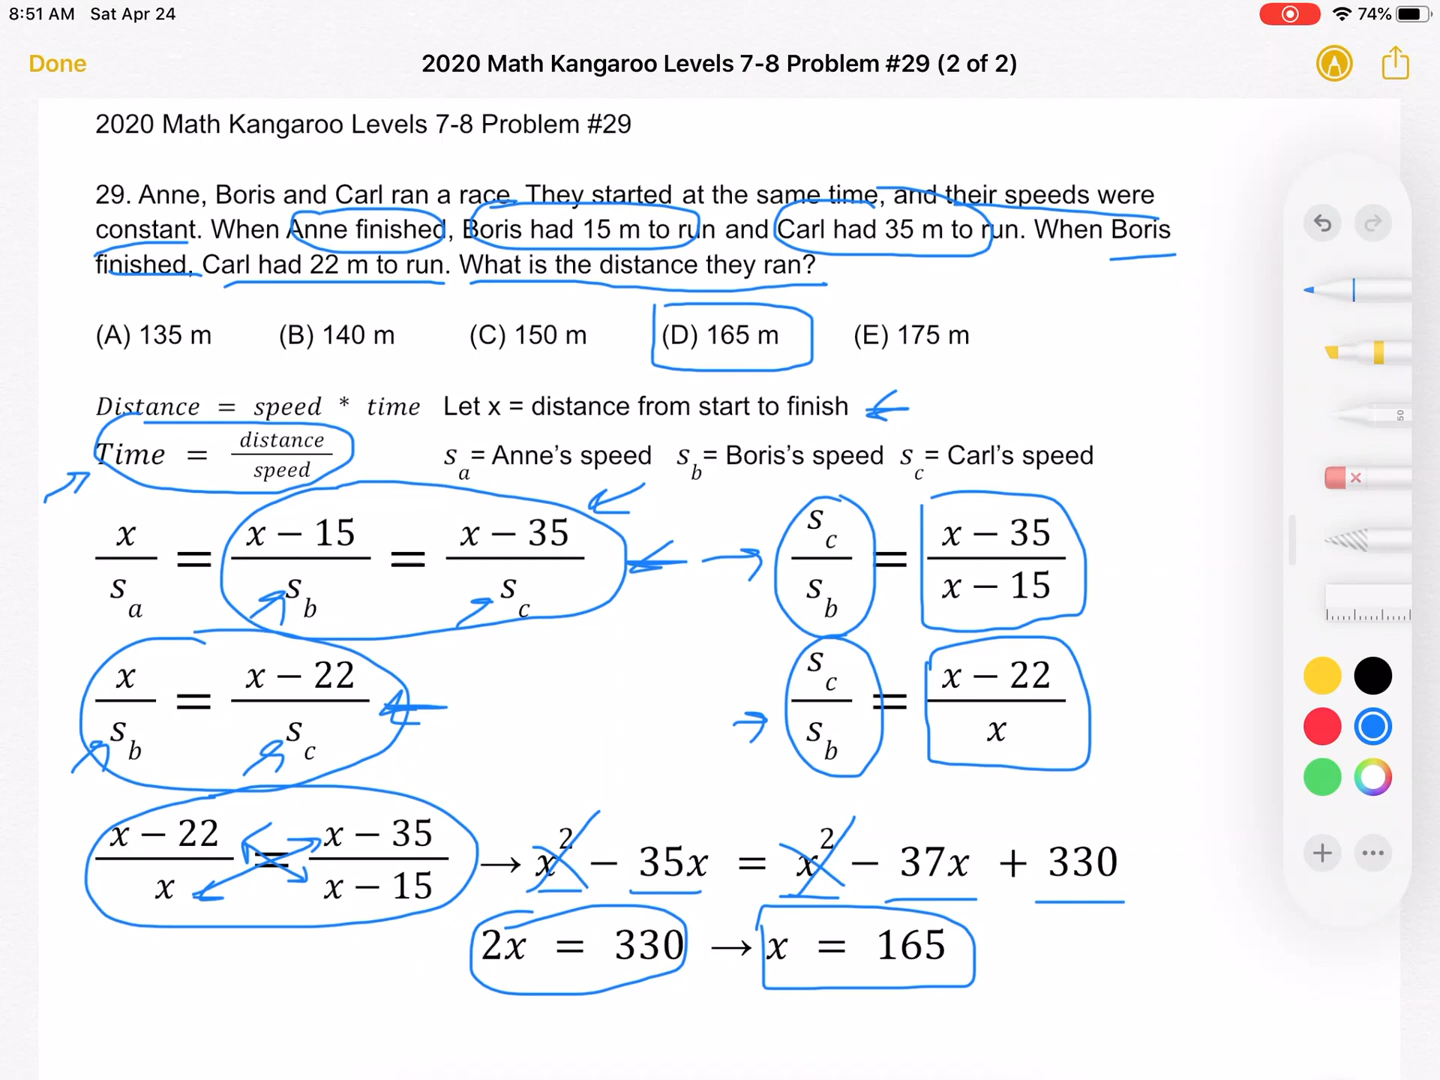 8:51 AM Sat Apr 24 74%
Done 2020 Math Kangaroo Levels 7-8 Problem #29 (2 of 2)
2020 Math Kangaroo Levels 7-8 Problem #29
29. Anne, Boris and Carl ran a race. They started at the same time, and their speeds were
constant. When Anne finished, Boris had 15 m to run and Carl had 35 m to run. When Boris
finished, Carl had 22 m to run. What is the distance they ran?
(A) 135 m (B) 140 m (C) 150 m (D) 165 m (E) 175 m
Distance = speed * time Let x = distance from start to finish
Time = distance/speed s_a = Anne's speed s_b = Boris's speed s_c = Carl's speed
x/s_a = (x − 15)/s_b = (x − 35)/s_c s_c/s_b = (x − 35)/(x − 15)
x/s_b = (x − 22)/s_c s_c/s_b = (x − 22)/x
(x − 22)/x = (x − 35)/(x − 15) → x² − 35x = x² − 37x + 330
2x = 330 → x = 165
50